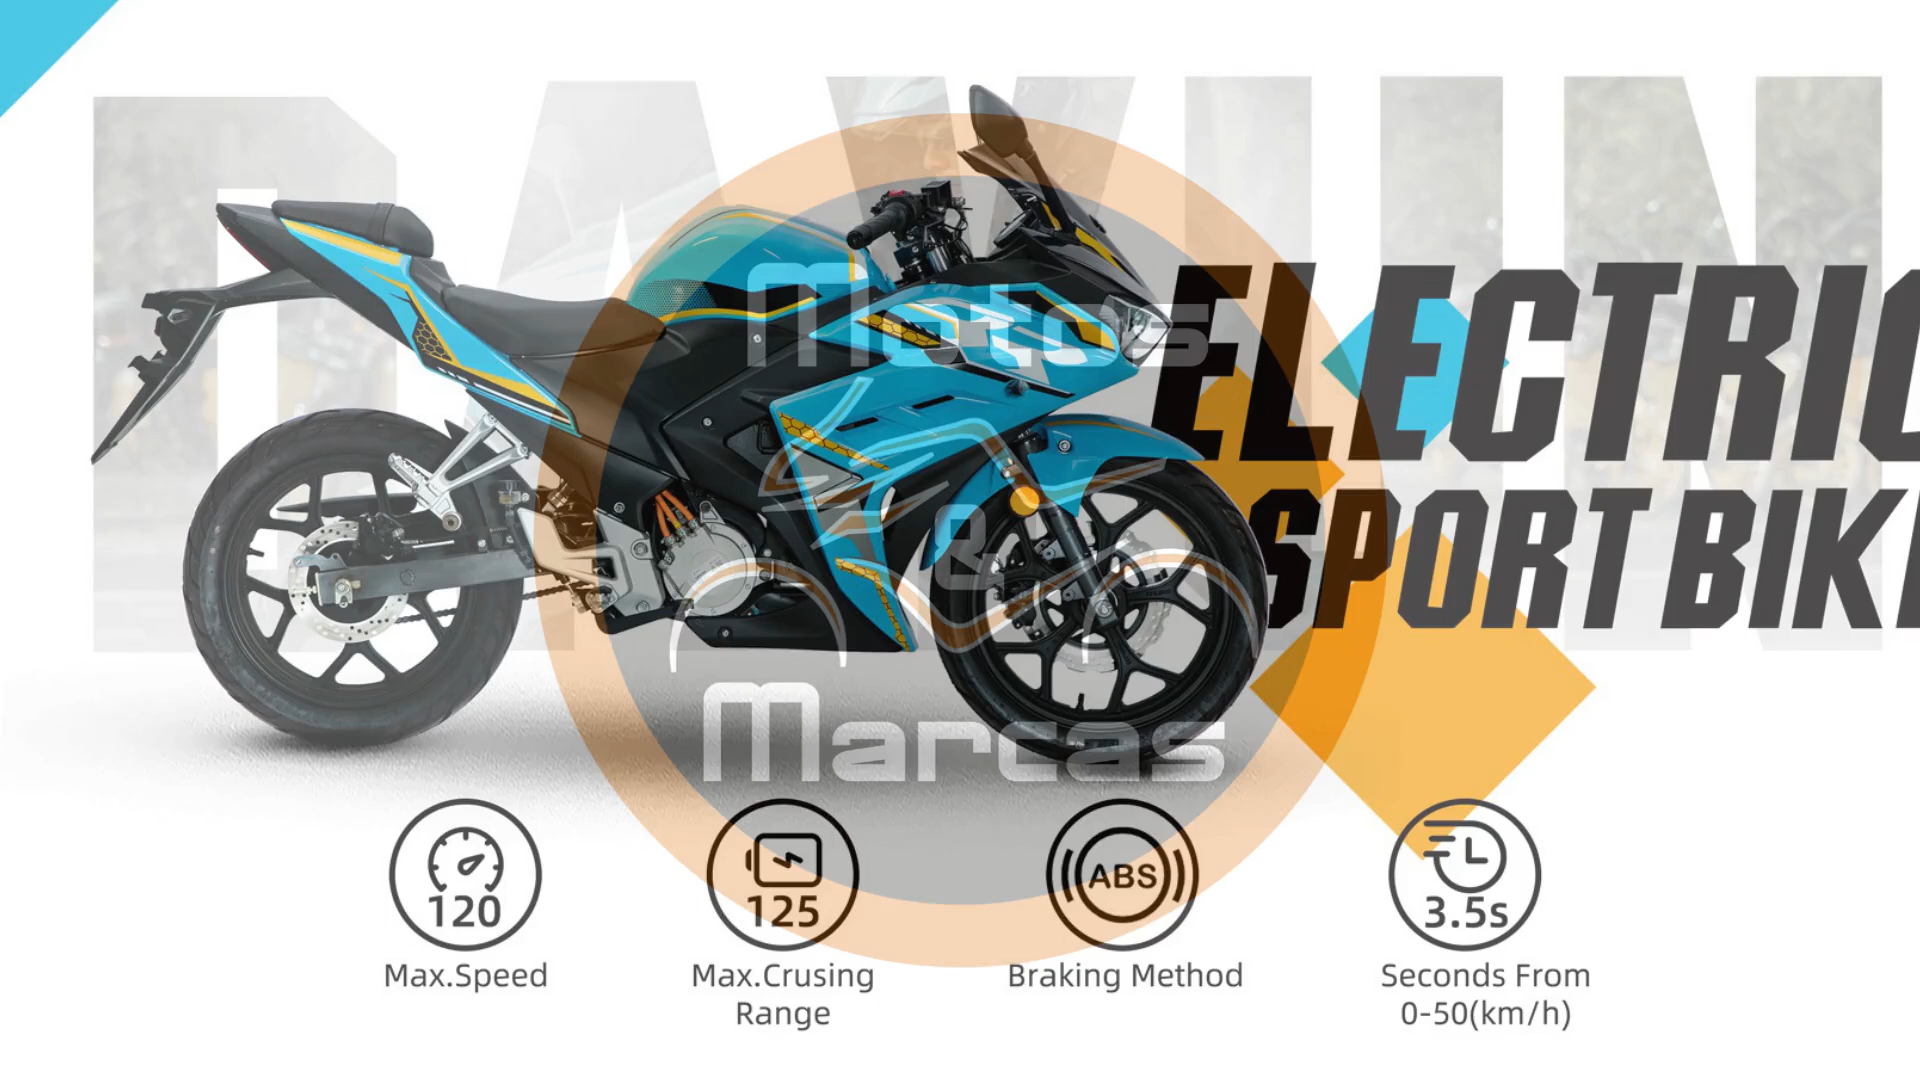 DAYUN
ELECTRIC
SPORT BIKE
Motos
Marcas
120
Max.Speed
125
Max.Crusing
Range
ABS
Braking Method
3.5s
Seconds From
0-50(km/h)